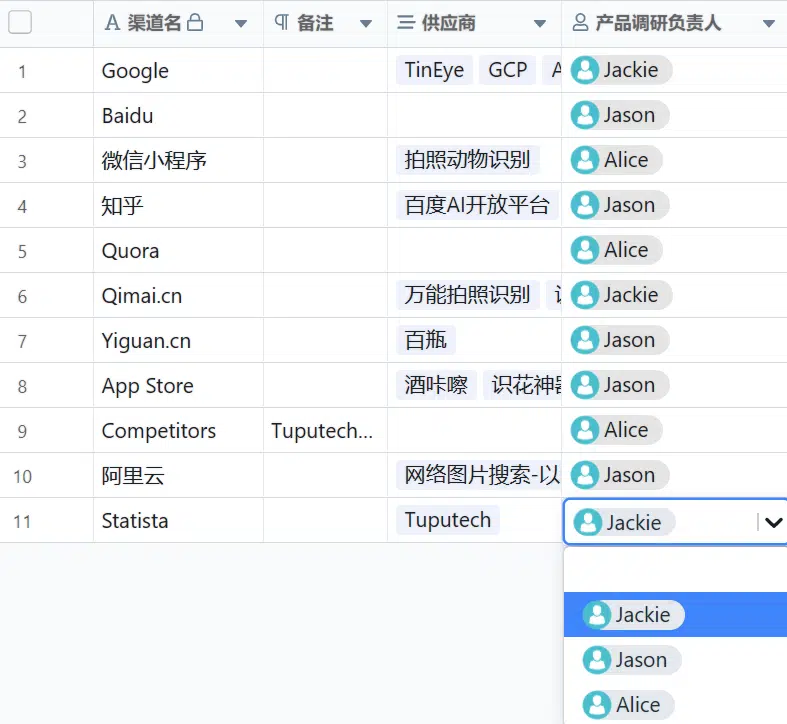 渠道名 备注 供应商 产品调研负责人
1 Google TinEye GCP A Jackie
2 Baidu Jason
3 微信小程序 拍照动物识别 Alice
4 知乎 百度AI开放平台 Jason
5 Quora Alice
6 Qimai.cn 万能拍照识别 Jackie
7 Yiguan.cn 百瓶 Jason
8 App Store 酒咔嚓 识花神 Jason
9 Competitors Tuputech... Alice
10 阿里云 网络图片搜索-以 Jason
11 Statista Tuputech Jackie
Jackie
Jason
Alice